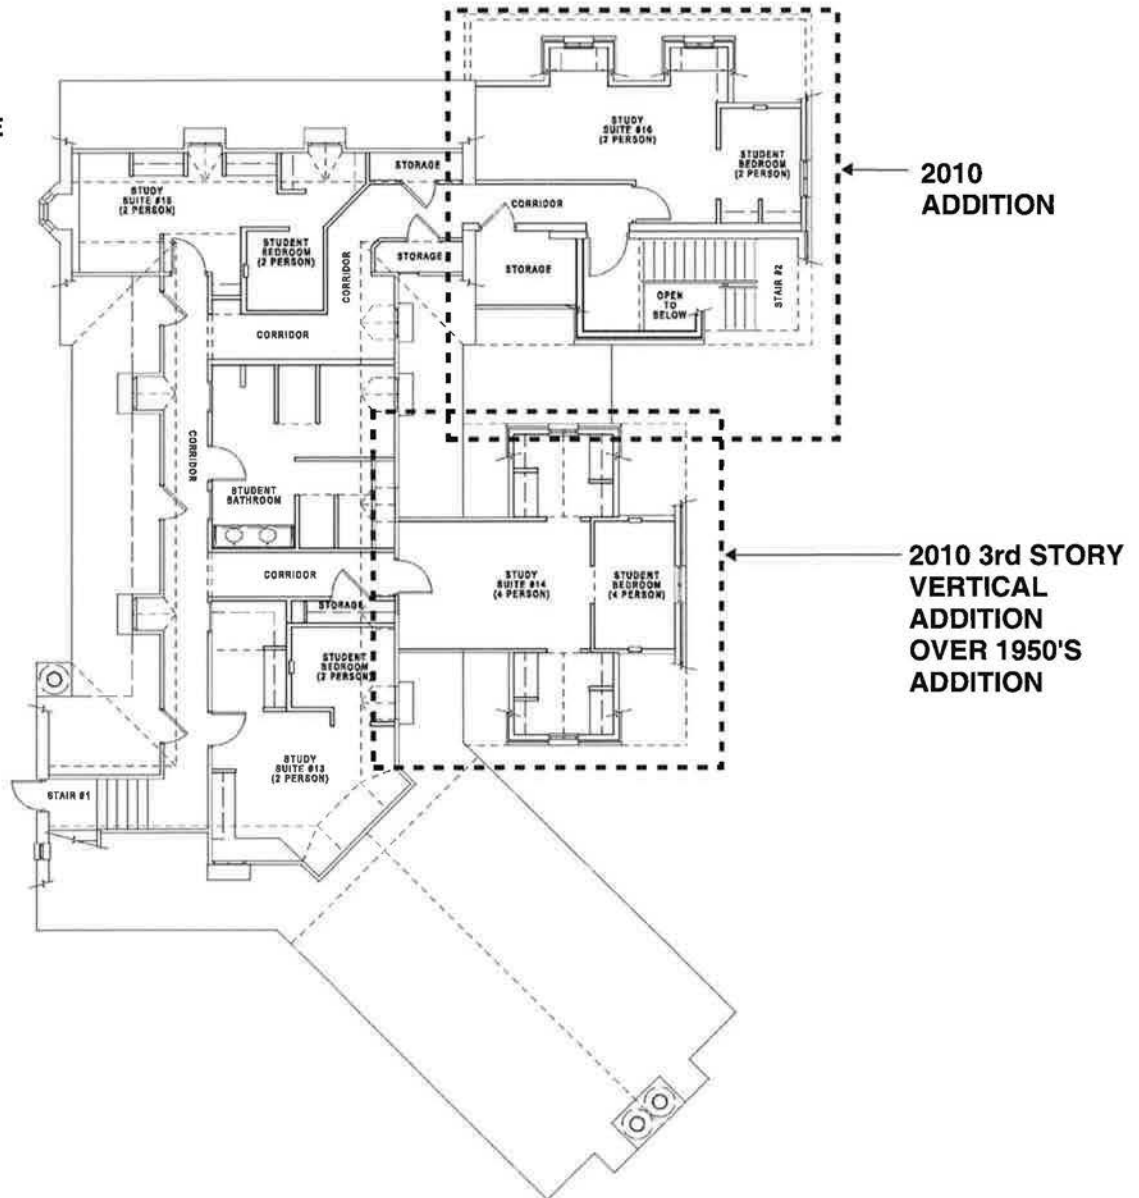 E
STUDY
SUITE #16
(2 PERSON)
STUDENT
BEDROOM
(2 PERSON)
2010
ADDITION
STORAGE
STUDY
SUITE #15
(2 PERSON)
CORRIDOR
STUDENT
BEDROOM
(2 PERSON)
CORRIDOR
STORAGE
STORAGE
OPEN
TO
BELOW
STAIR #2
CORRIDOR
CORRIDOR
STUDENT
BATHROOM
CORRIDOR
STUDY
SUITE #14
(4 PERSON)
STUDENT
BEDROOM
(4 PERSON)
2010 3rd STORY
VERTICAL
ADDITION
OVER 1950'S
ADDITION
STORAGE
STUDENT
BEDROOM
(2 PERSON)
STUDY
SUITE #13
(2 PERSON)
STAIR #1